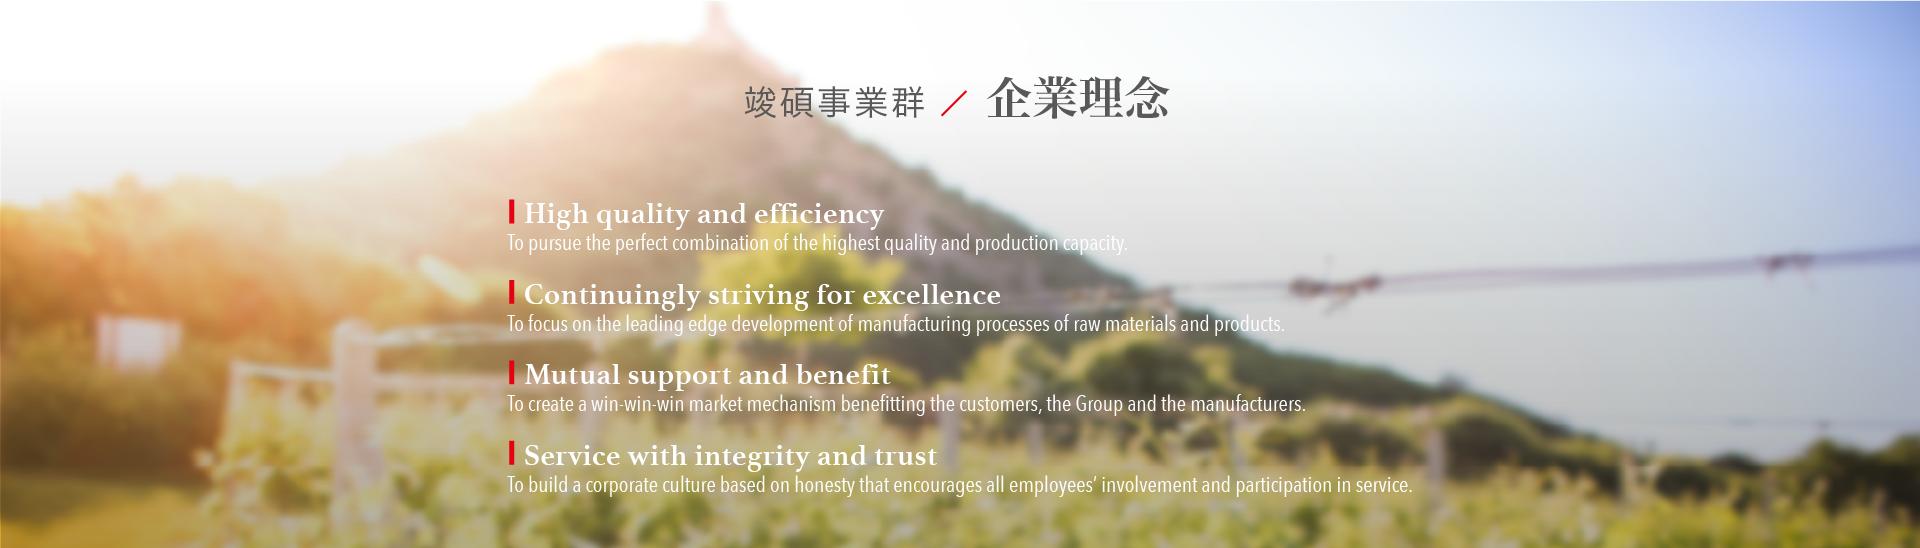 竣碩事業群 / 企業理念
High quality and efficiency
To pursue the perfect combination of the highest quality and production capacity.
Continuingly striving for excellence
To focus on the leading edge development of manufacturing processes of raw materials and products.
Mutual support and benefit
To create a win-win-win market mechanism benefitting the customers, the Group and the manufacturers.
Service with integrity and trust
To build a corporate culture based on honesty that encourages all employees’ involvement and participation in service.